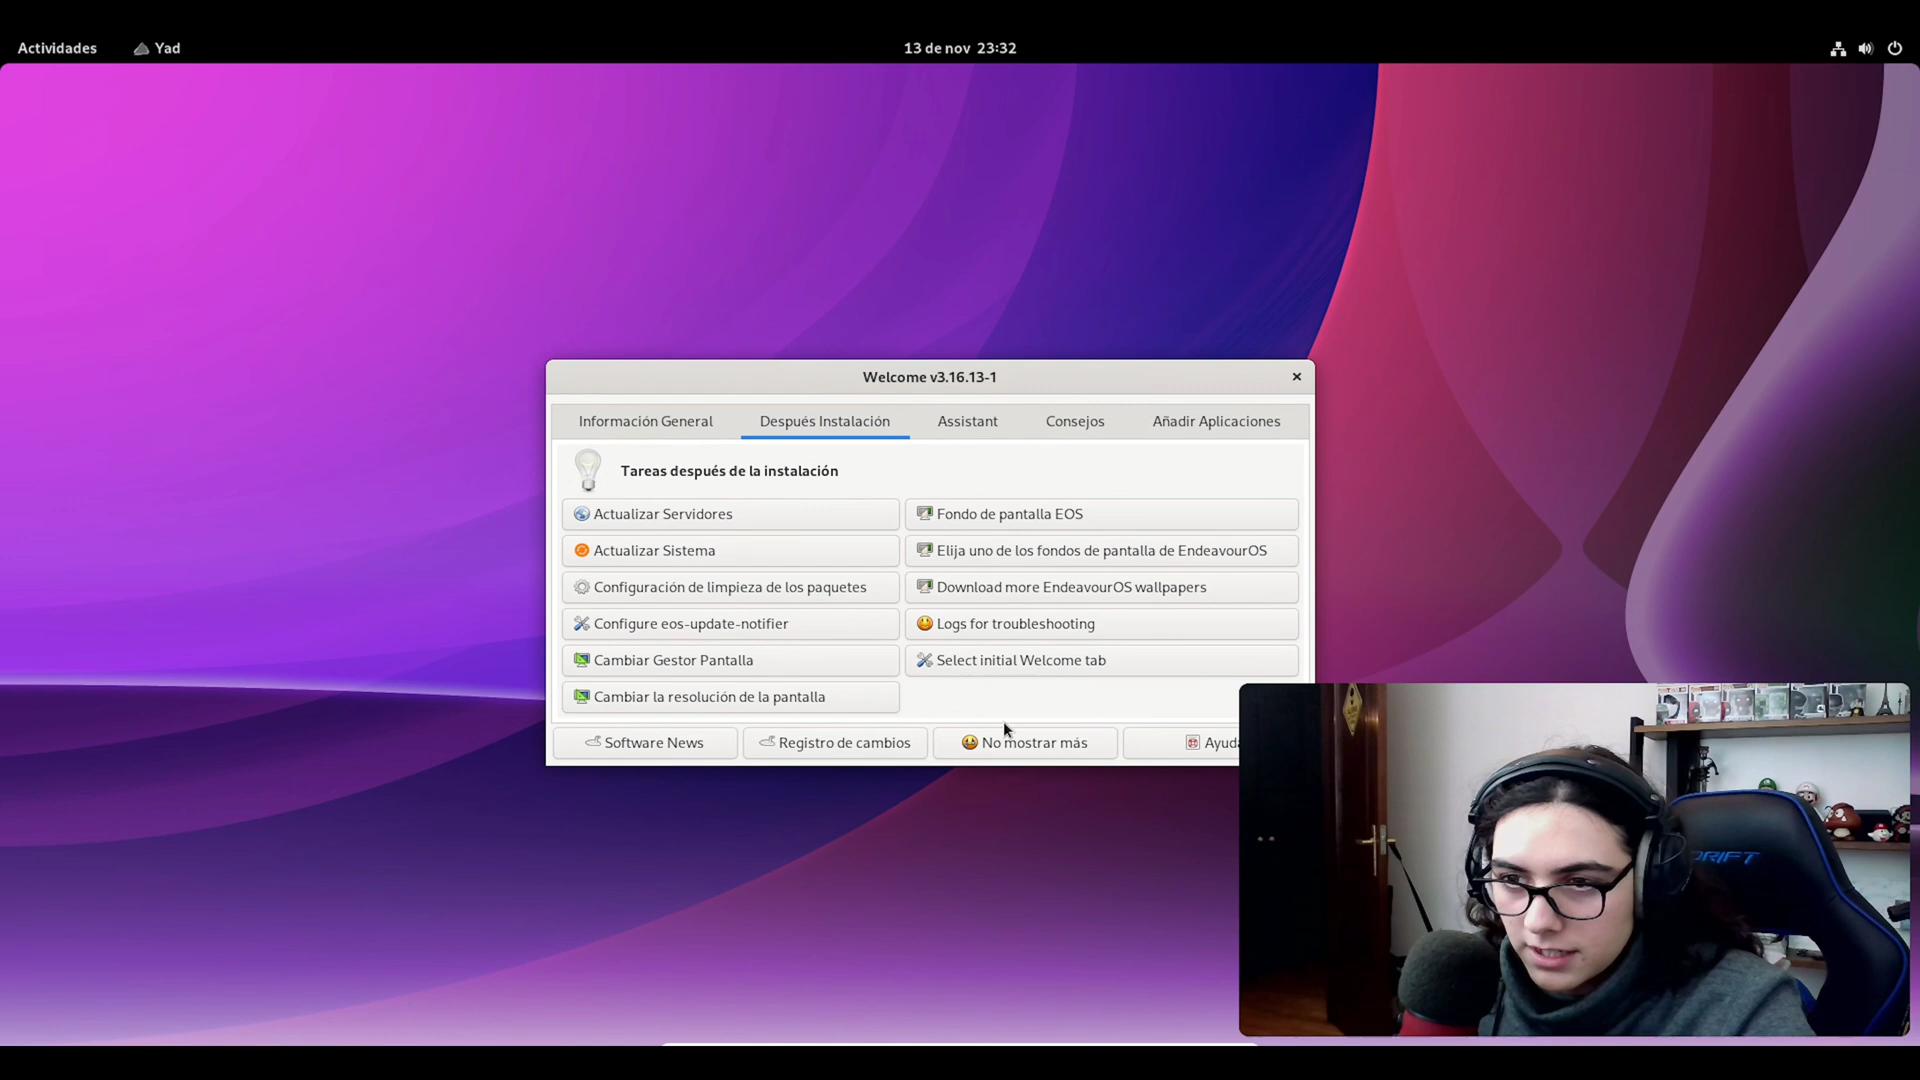 Actividades
Yad
13 de nov 23:32
Welcome v3.16.13-1
Información General
Después Instalación
Assistant
Consejos
Añadir Aplicaciones
Tareas después de la instalación
Actualizar Servidores
Fondo de pantalla EOS
Actualizar Sistema
Elija uno de los fondos de pantalla de EndeavourOS
Configuración de limpieza de los paquetes
Download more EndeavourOS wallpapers
Configure eos-update-notifier
Logs for troubleshooting
Cambiar Gestor Pantalla
Select initial Welcome tab
Cambiar la resolución de la pantalla
Software News
Registro de cambios
No mostrar más
Ayuda
DRIFT